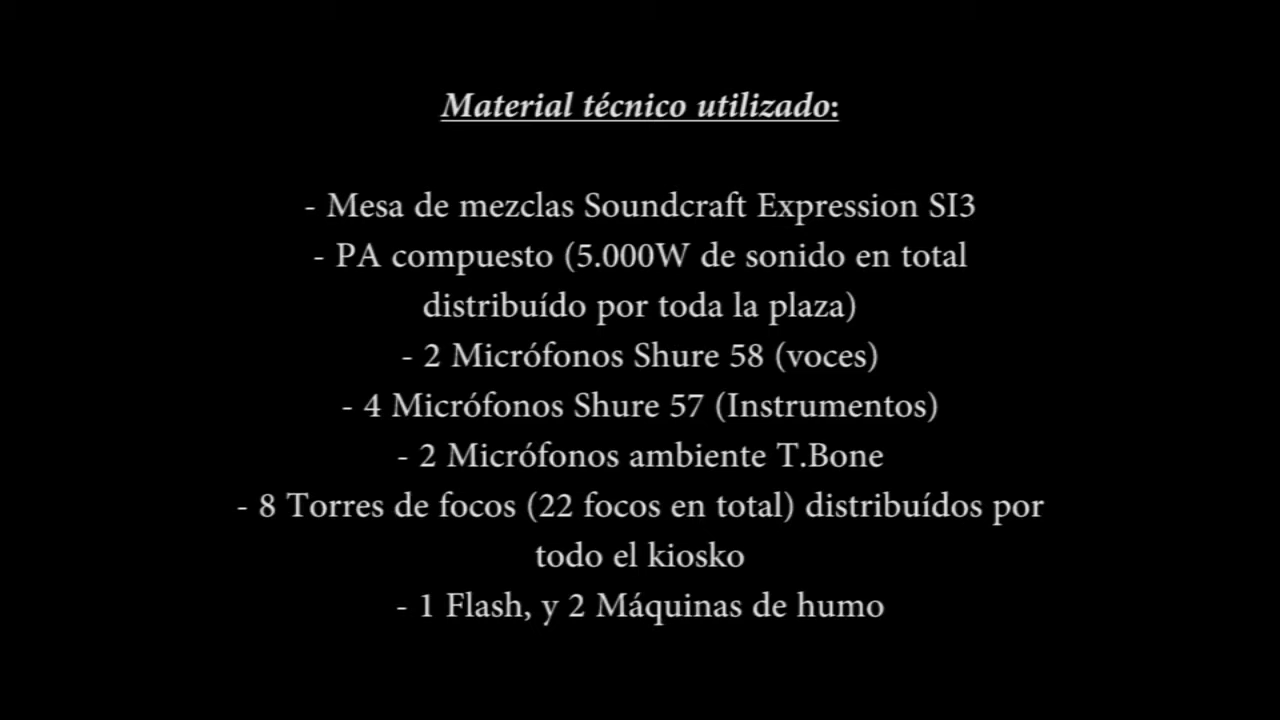 Material técnico utilizado:
- Mesa de mezclas Soundcraft Expression SI3
- PA compuesto (5.000W de sonido en total
distribuído por toda la plaza)
- 2 Micrófonos Shure 58 (voces)
- 4 Micrófonos Shure 57 (Instrumentos)
- 2 Micrófonos ambiente T.Bone
- 8 Torres de focos (22 focos en total) distribuídos por
todo el kiosko
- 1 Flash, y 2 Máquinas de humo